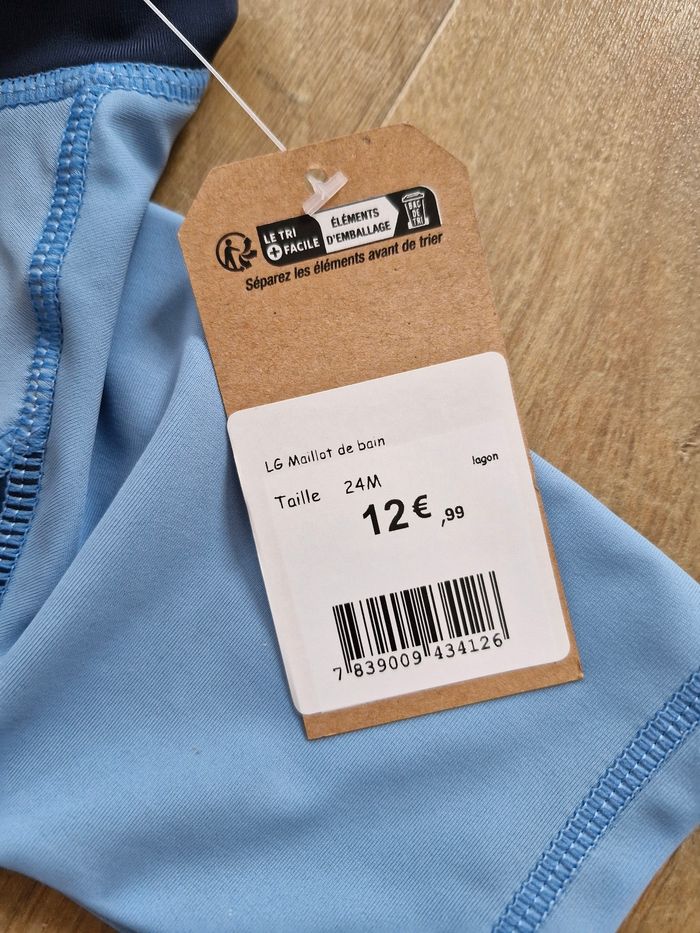 LE TRI
+ FACILE
ÉLÉMENTS
D'EMBALLAGE
BAC
DE
TRI
Séparez les éléments avant de trier
LG Maillot de bain
lagon
Taille 24M
12€,99
7 839009 434126